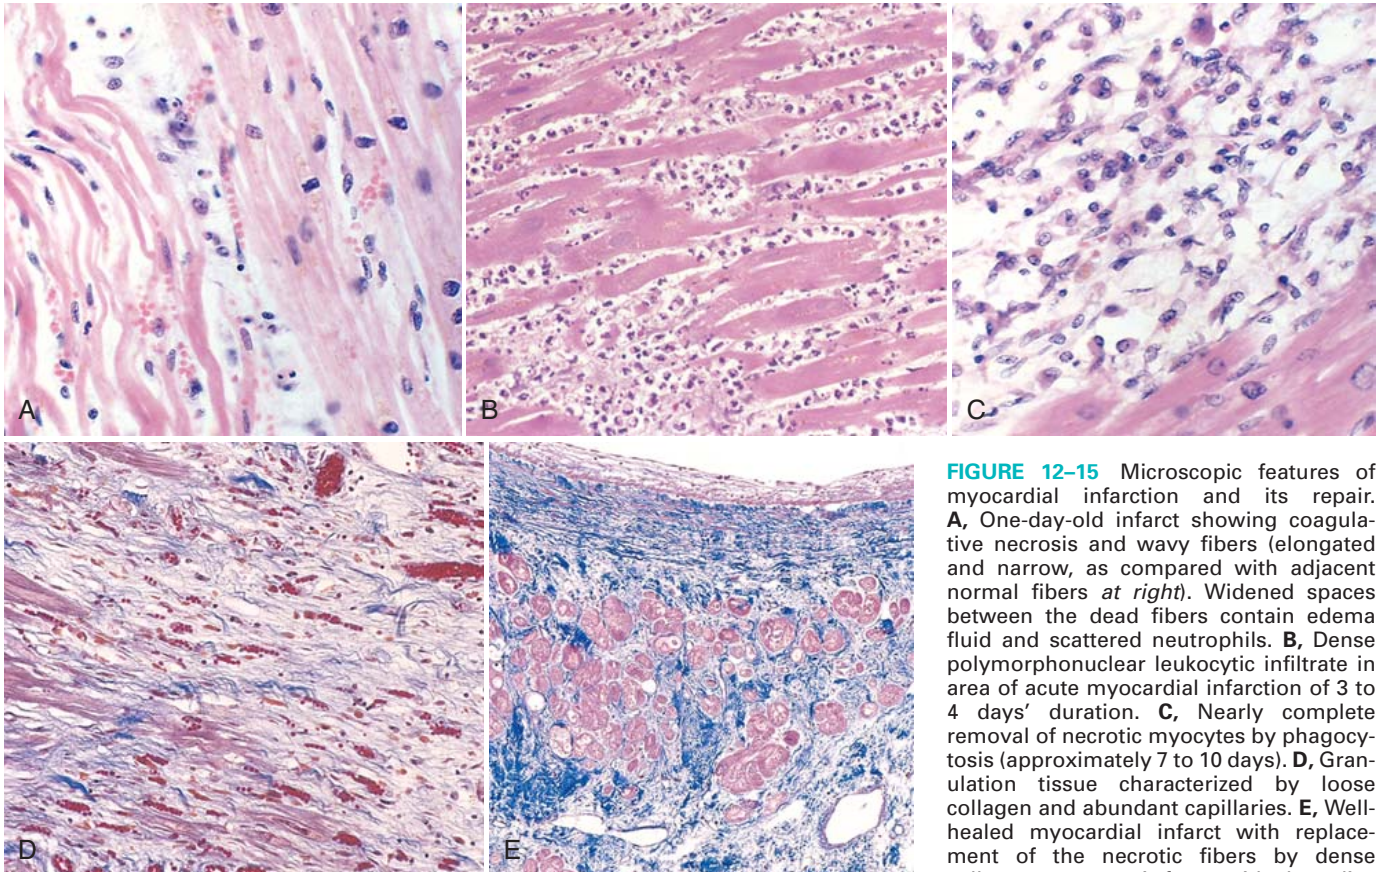 A
B
C
D
E
FIGURE 12–15 Microscopic features of
myocardial infarction and its repair.
A, One-day-old infarct showing coagula-
tive necrosis and wavy fibers (elongated
and narrow, as compared with adjacent
normal fibers at right). Widened spaces
between the dead fibers contain edema
fluid and scattered neutrophils. B, Dense
polymorphonuclear leukocytic infiltrate in
area of acute myocardial infarction of 3 to
4 days’ duration. C, Nearly complete
removal of necrotic myocytes by phagocy-
tosis (approximately 7 to 10 days). D, Gran-
ulation tissue characterized by loose
collagen and abundant capillaries. E, Well-
healed myocardial infarct with replace-
ment of the necrotic fibers by dense